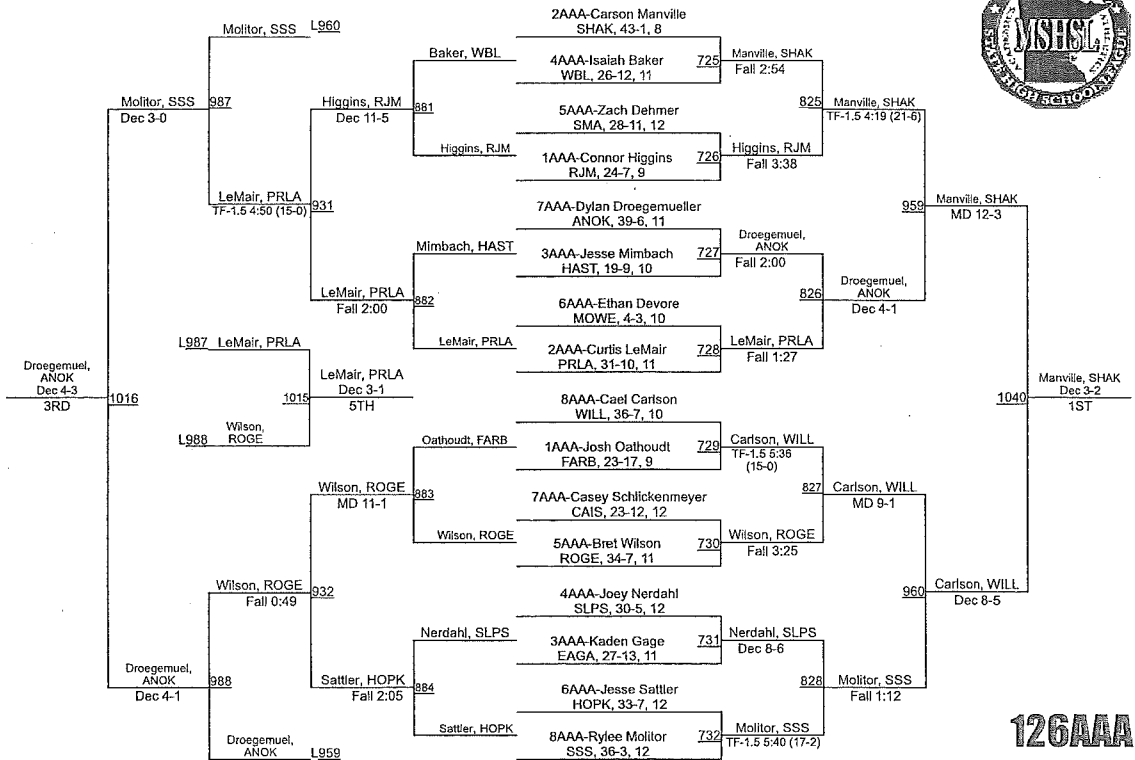 2AAA-Carson Manville
SHAK, 43-1, 8
Molitor, SSS L960
Baker, WBL
4AAA-Isaiah Baker
WBL, 26-12, 11
725
Manville, SHAK
Fall 2:54
MSHSL
STATE HIGH SCHOOL LEAGUE
Molitor, SSS
Dec 3-0
987
Higgins, RJM
Dec 11-5
881
5AAA-Zach Dehmer
SMA, 28-11, 12
825
Manville, SHAK
TF-1.5 4:19 (21-6)
Higgins, RJM
1AAA-Connor Higgins
RJM, 24-7, 9
726
Higgins, RJM
Fall 3:38
LeMair, PRLA
TF-1.5 4:50 (15-0)
931
7AAA-Dylan Droegemueller
ANOK, 39-6, 11
959
Manville, SHAK
MD 12-3
Mimbach, HAST
3AAA-Jesse Mimbach
HAST, 19-9, 10
727
Droegemuel,
ANOK
Fall 2:00
LeMair, PRLA
Fall 2:00
882
6AAA-Ethan Devore
MOWE, 4-3, 10
826
Droegemuel,
ANOK
Dec 4-1
L987 LeMair, PRLA
LeMair, PRLA
2AAA-Curtis LeMair
PRLA, 31-10, 11
728
LeMair, PRLA
Fall 1:27
Droegemuel,
ANOK
Dec 4-3
3RD
1016
1015
LeMair, PRLA
Dec 3-1
5TH
8AAA-Cael Carlson
WILL, 36-7, 10
1040
Manville, SHAK
Dec 3-2
1ST
L988
Wilson,
ROGE
Oathoudt, FARB
1AAA-Josh Oathoudt
FARB, 23-17, 9
729
Carlson, WILL
TF-1.5 5:36
(15-0)
Wilson, ROGE
MD 11-1
883
7AAA-Casey Schlickenmeyer
CAIS, 23-12, 12
827
Carlson, WILL
MD 9-1
Wilson, ROGE
5AAA-Bret Wilson
ROGE, 34-7, 11
730
Wilson, ROGE
Fall 3:25
Wilson, ROGE
Fall 0:49
932
4AAA-Joey Nerdahl
SLPS, 30-5, 12
960
Carlson, WILL
Dec 8-5
Nerdahl, SLPS
3AAA-Kaden Gage
EAGA, 27-13, 11
731
Nerdahl, SLPS
Dec 8-6
Droegemuel,
ANOK
Dec 4-1
988
Sattler, HOPK
Fall 2:05
884
6AAA-Jesse Sattler
HOPK, 33-7, 12
828
Molitor, SSS
Fall 1:12
Sattler, HOPK
8AAA-Rylee Molitor
SSS, 36-3, 12
732
Molitor, SSS
TF-1.5 5:40 (17-2)
Droegemuel,
ANOK
L959
126AAA